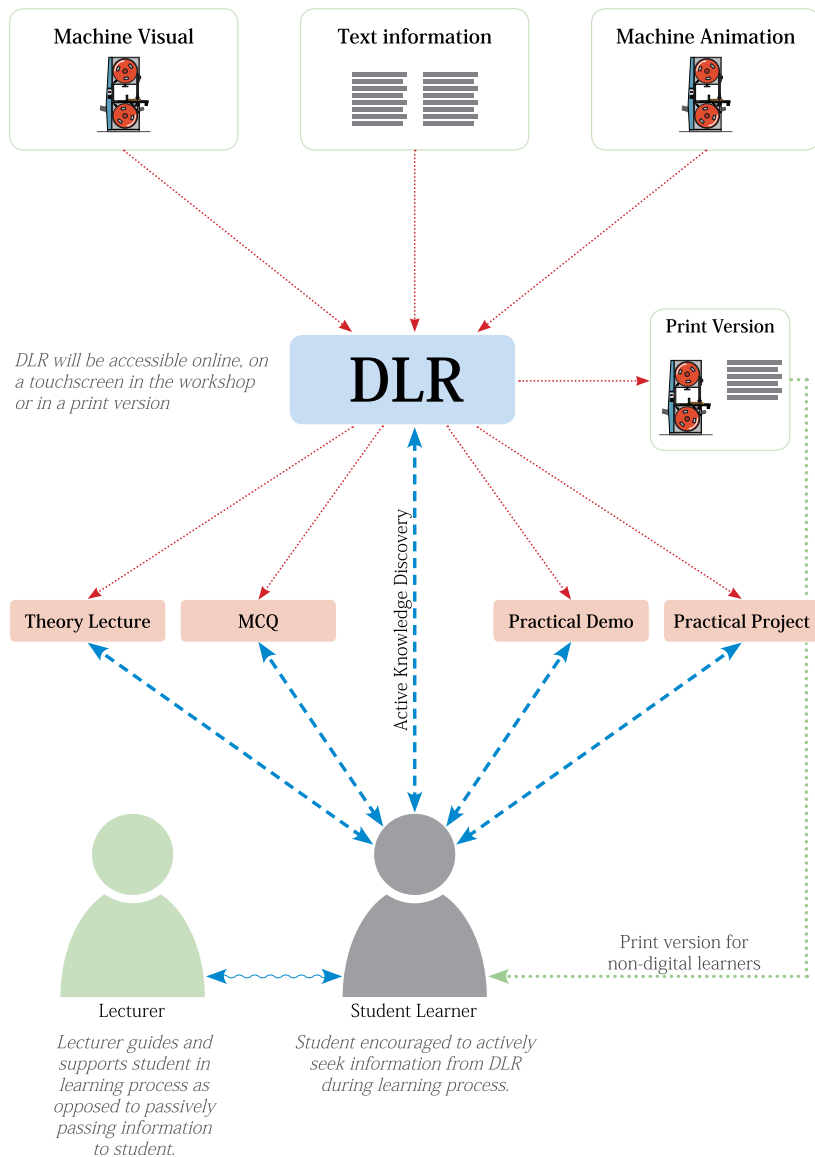 Machine Visual
Text information
Machine Animation
DLR will be accessible online, on
a touchscreen in the workshop
or in a print version
DLR
Print Version
Active Knowledge Discovery
Theory Lecture
MCQ
Practical Demo
Practical Project
Print version for
non-digital learners
Lecturer
Lecturer guides and
supports student in
learning process as
opposed to passively
passing information
to student.
Student Learner
Student encouraged to actively
seek information from DLR
during learning process.